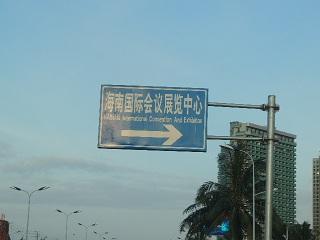 海南国际会议展览中心
HAINAN International Convention And Exhibition